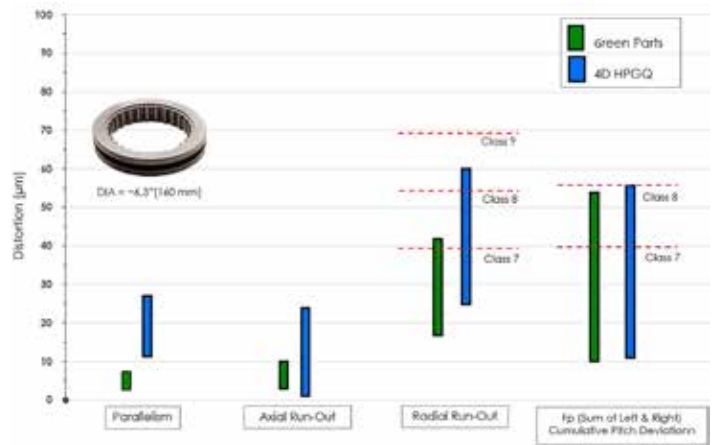 100
90
80
70
60
50
40
30
20
10
0
Distortion [µm]
Green Parts
4D HPGQ
DIA = ~6.3"(160 mm)
Class 9
Class 8
Class 7
Class 8
Class 7
Parallelism
Axial Run-Out
Radial Run-Out
Fp (Sum of Left & Right)
Cumulative Pitch Deviationn